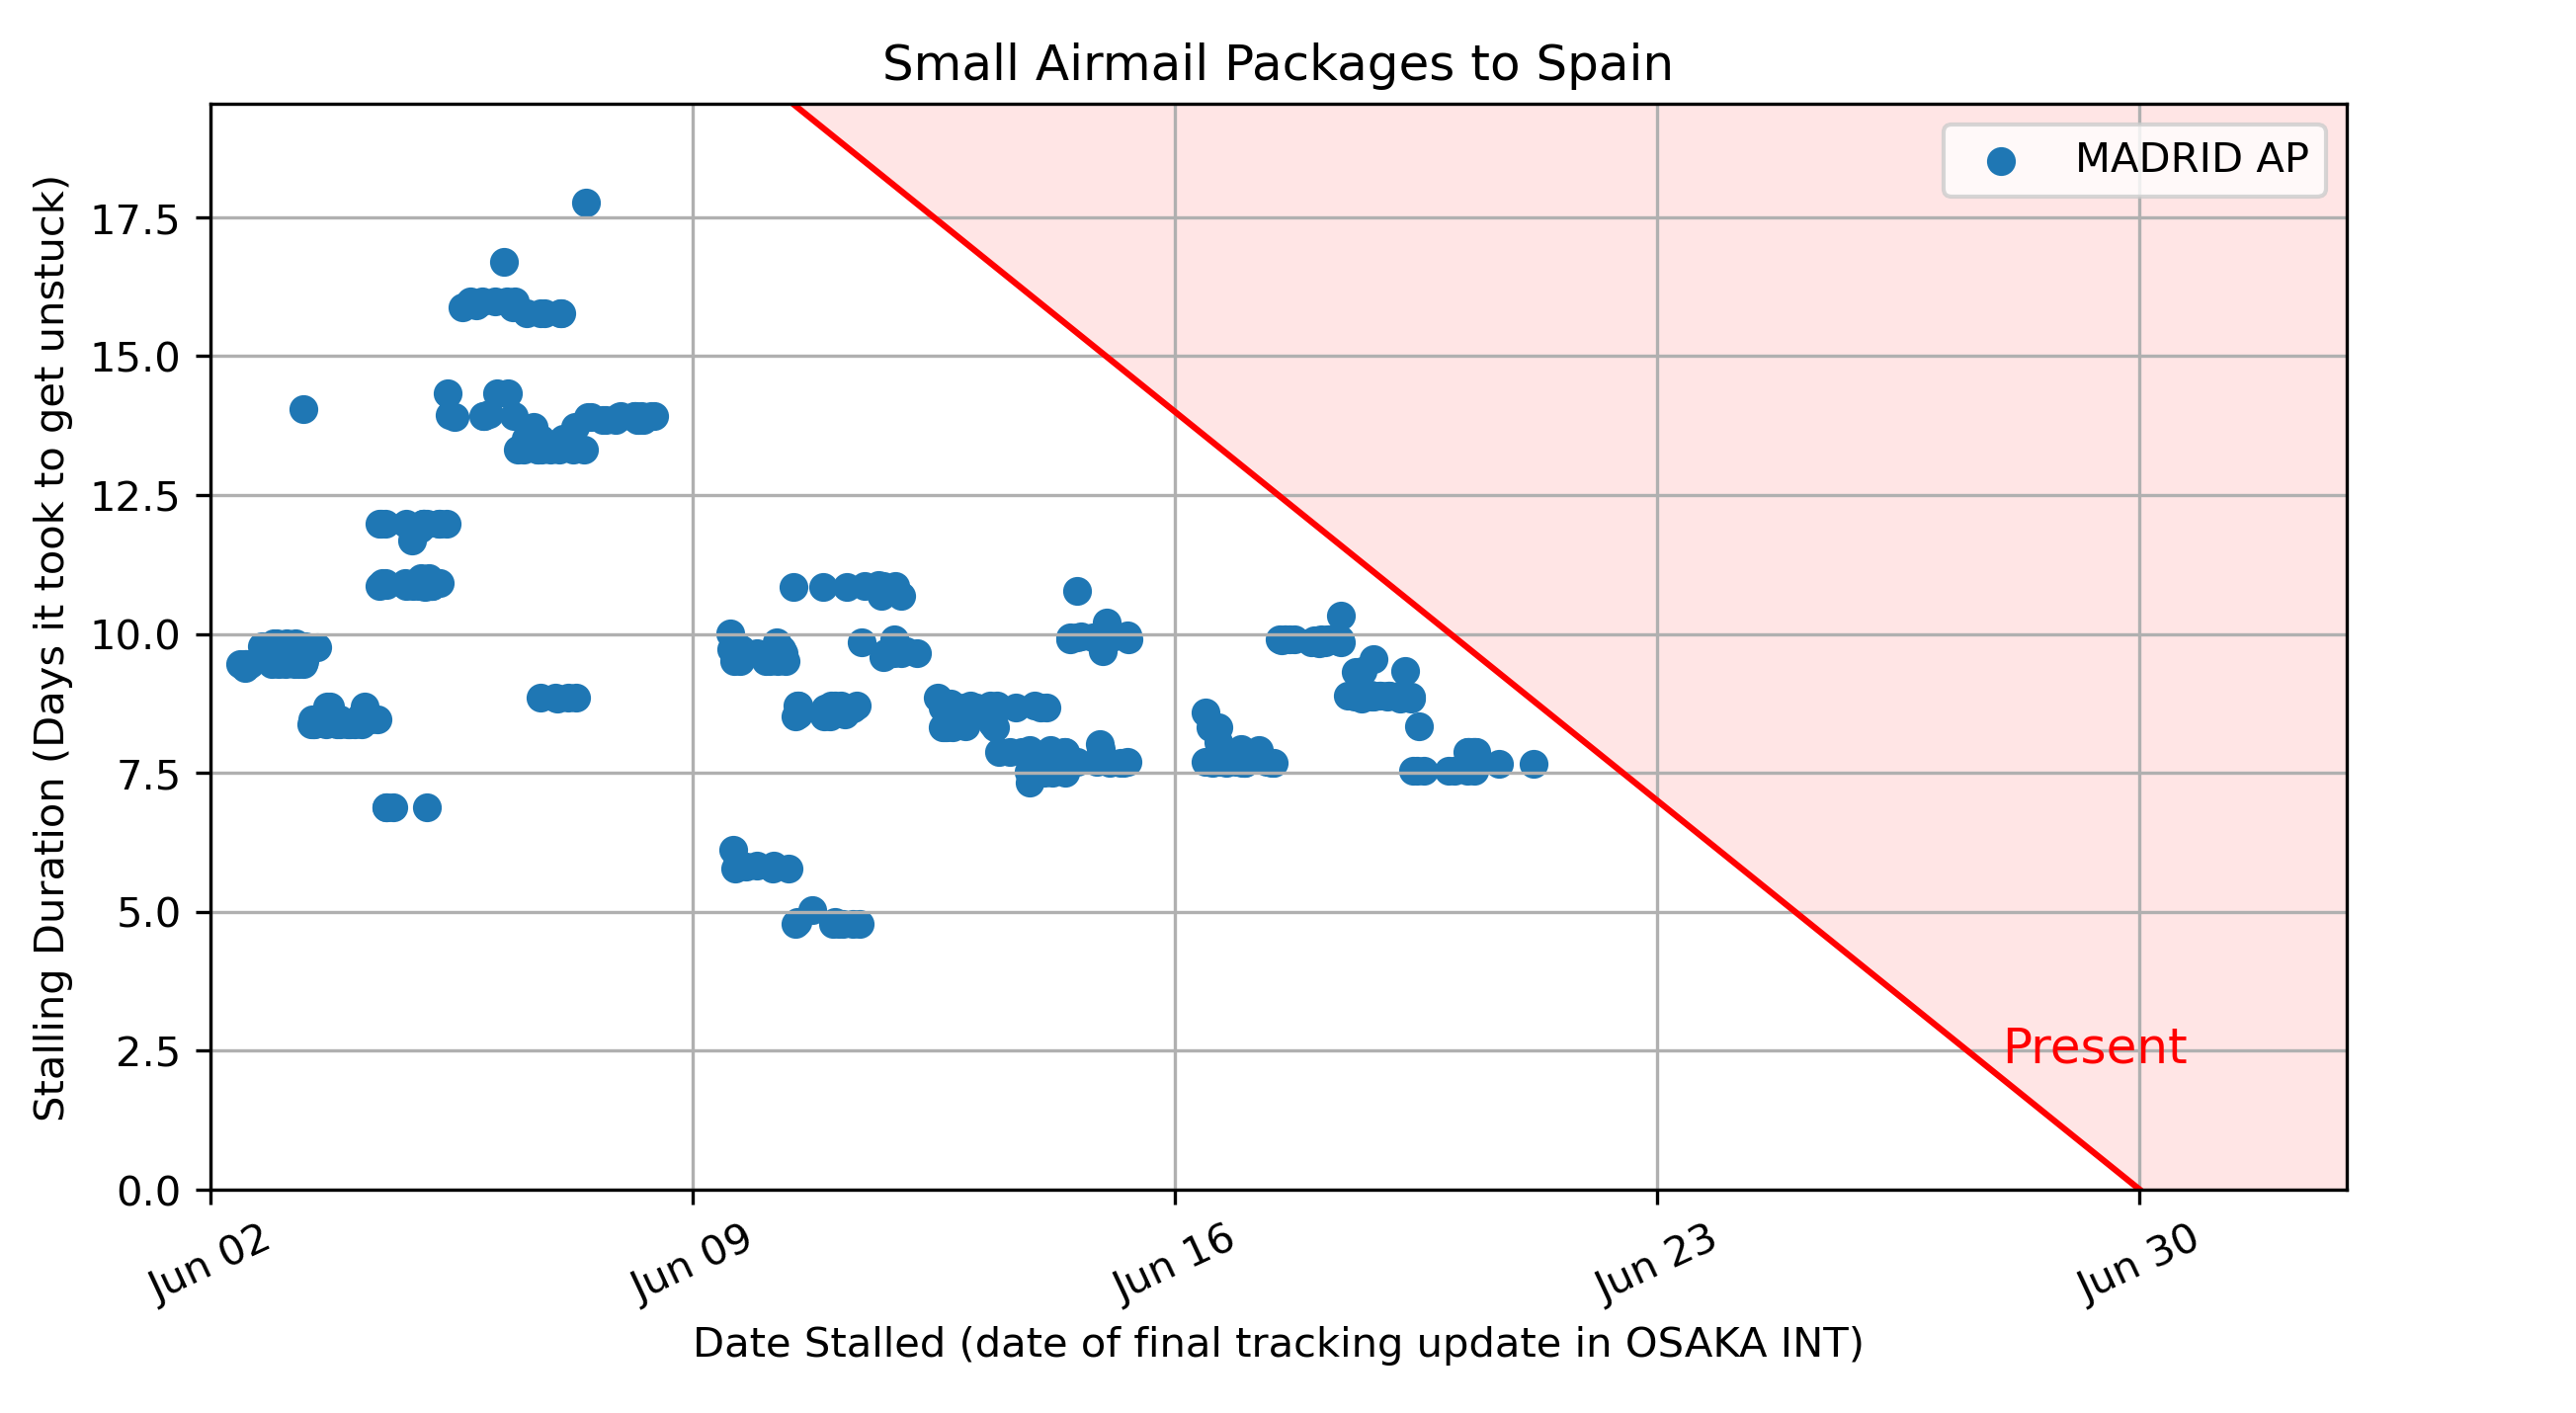 Small Airmail Packages to Spain
MADRID AP
Stalling Duration (Days it took to get unstuck)
17.5
15.0
12.5
10.0
7.5
5.0
2.5
0.0
Present
Jun 02
Jun 09
Jun 16
Jun 23
Jun 30
Date Stalled (date of final tracking update in OSAKA INT)